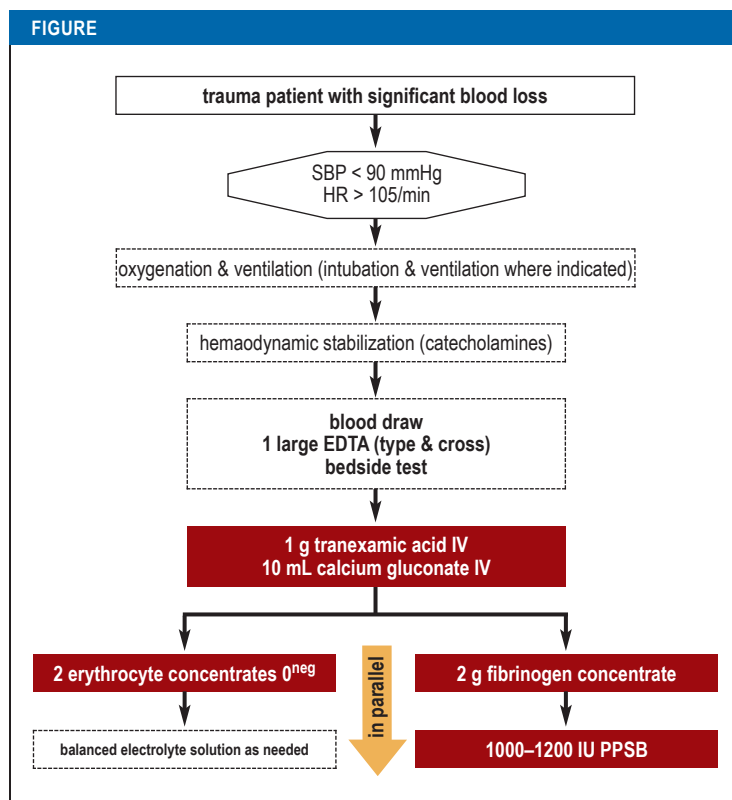 FIGURE
trauma patient with significant blood loss
SBP < 90 mmHg
HR > 105/min
oxygenation & ventilation (intubation & ventilation where indicated)
hemaodynamic stabilization (catecholamines)
blood draw
1 large EDTA (type & cross)
bedside test
1 g tranexamic acid IV
10 mL calcium gluconate IV
2 erythrocyte concentrates 0neg
in parallel
2 g fibrinogen concentrate
balanced electrolyte solution as needed
1000–1200 IU PPSB